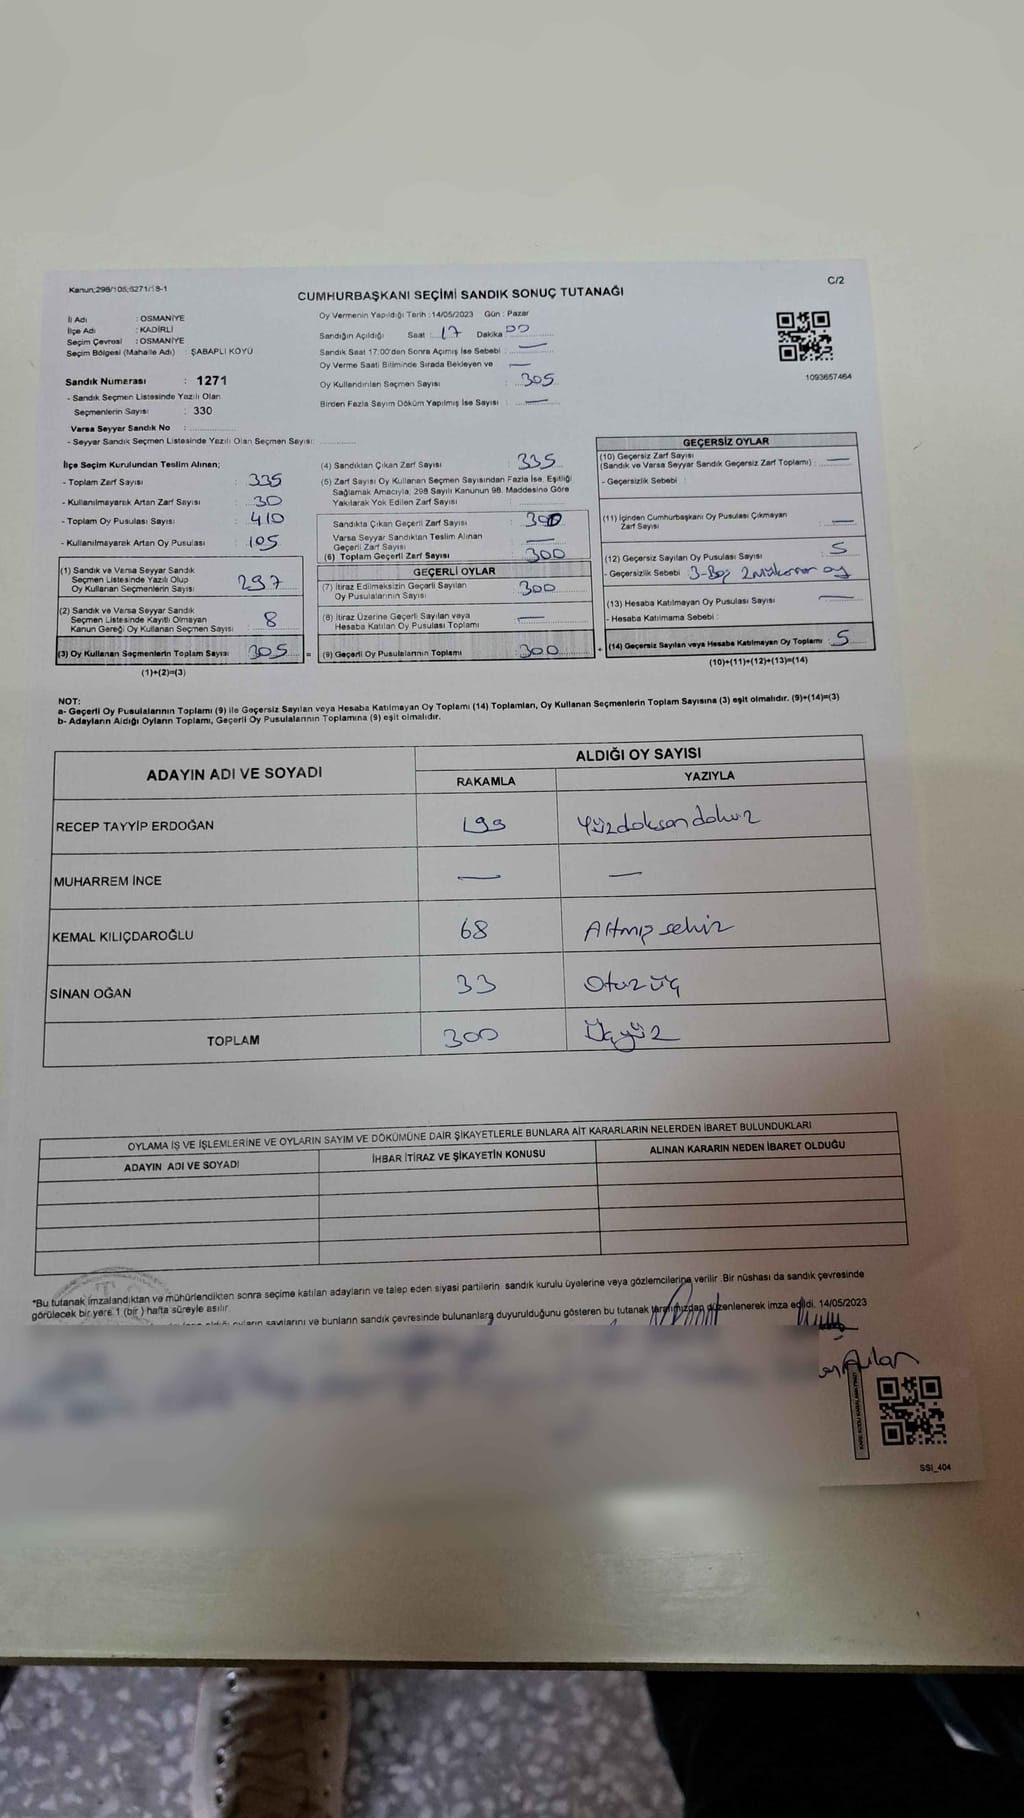 Kanun:298/105;6271/18-1
C/2
CUMHURBAŞKANI SEÇİMİ SANDIK SONUÇ TUTANAĞI
İl Adı : OSMANİYE
İlçe Adı : KADİRLİ
Seçim Çevresi : OSMANİYE
Seçim Bölgesi (Mahalle Adı) : ŞABAPLI KÖYÜ
Sandık Numarası : 1271
- Sandık Seçmen Listesinde Yazılı Olan
Seçmenlerin Sayısı : 330
Varsa Seyyar Sandık No :
- Seyyar Sandık Seçmen Listesinde Yazılı Olan Seçmen Sayısı:
Oy Vermenin Yapıldığı Tarih : 14/05/2023 Gün : Pazar
Sandığın Açıldığı Saat : 17 Dakika 00
Sandık Saat 17.00'den Sonra Açımış İse Sebebi : —
Oy Verme Saati Bitiminde Sırada Bekleyen ve —
Oy Kullandırılan Seçmen Sayısı : 305
Birden Fazla Sayım Döküm Yapılmış İse Sayısı : —
1093657464
İlçe Seçim Kurulundan Teslim Alınan;
- Toplam Zarf Sayısı : 335
- Kullanılmayarak Artan Zarf Sayısı : 30
- Toplam Oy Pusulası Sayısı : 410
- Kullanılmayarak Artan Oy Pusulası : 105
(1) Sandık ve Varsa Seyyar Sandık
Seçmen Listesinde Yazılı Olup
Oy Kullanan Seçmenlerin Sayısı : 297
(2) Sandık ve Varsa Seyyar Sandık
Seçmen Listesinde Kayıtlı Olmayan
Kanun Gereği Oy Kullanan Seçmen Sayısı : 8
(3) Oy Kullanan Seçmenlerin Toplam Sayısı 305 =
(1)+(2)=(3)
(4) Sandıktan Çıkan Zarf Sayısı : 335
(5) Zarf Sayısı Oy Kullanan Seçmen Sayısından Fazla İse, Eşitliği
Sağlamak Amacıyla, 298 Sayılı Kanunun 98. Maddesine Göre
Yakılarak Yok Edilen Zarf Sayısı :
Sandıkta Çıkan Geçerli Zarf Sayısı : 300
Varsa Seyyar Sandıktan Teslim Alınan
Geçerli Zarf Sayısı : —
(6) Toplam Geçerli Zarf Sayısı : 300
GEÇERLİ OYLAR
(7) İtiraz Edilmeksizin Geçerli Sayılan
Oy Pusulalarının Sayısı : 300
(8) İtiraz Üzerine Geçerli Sayılan veya
Hesaba Katılan Oy Pusulası Toplamı : —
(9) Geçerli Oy Pusulalarının Toplamı : 300 +
GEÇERSİZ OYLAR
(10) Geçersiz Zarf Sayısı
(Sandık ve Varsa Seyyar Sandık Geçersiz Zarf Toplamı) : —
- Geçersizlik Sebebi :
(11) İçinden Cumhurbaşkanı Oy Pusulası Çıkmayan
Zarf Sayısı : —
(12) Geçersiz Sayılan Oy Pusulası Sayısı : 5
- Geçersizlik Sebebi 3-Boş 2 mükerrer oy
(13) Hesaba Katılmayan Oy Pusulası Sayısı : —
- Hesaba Katılmama Sebebi :
(14) Geçersiz Sayılan veya Hesaba Katılmayan Oy Toplamı : 5
(10)+(11)+(12)+(13)=(14)
NOT:
a- Geçerli Oy Pusulalarının Toplamı (9) ile Geçersiz Sayılan veya Hesaba Katılmayan Oy Toplamı (14) Toplamları, Oy Kullanan Seçmenlerin Toplam Sayısına (3) eşit olmalıdır. (9)+(14)=(3)
b- Adayların Aldığı Oyların Toplamı, Geçerli Oy Pusulalarının Toplamına (9) eşit olmalıdır.
ADAYIN ADI VE SOYADI
ALDIĞI OY SAYISI
RAKAMLA YAZIYLA
RECEP TAYYİP ERDOĞAN 199 Yüzdoksandokuz
MUHARREM İNCE — —
KEMAL KILIÇDAROĞLU 68 Altmış sekiz
SİNAN OĞAN 33 Otuz üç
TOPLAM 300 Üçyüz
OYLAMA İŞ VE İŞLEMLERİNE VE OYLARIN SAYIM VE DÖKÜMÜNE DAİR ŞİKAYETLERLE BUNLARA AİT KARARLARIN NELERDEN İBARET BULUNDUKLARI
ADAYIN ADI VE SOYADI İHBAR İTİRAZ VE ŞİKAYETİN KONUSU ALINAN KARARIN NEDEN İBARET OLDUĞU
*Bu tutanak imzalandıktan ve mühürlendikten sonra seçime katılan adayların ve talep eden siyasi partilerin sandık kurulu üyelerine veya gözlemcilerine verilir. Bir nüshası da sandık çevresinde
görülecek bir yere 1 (bir) hafta süreyle asılır.
oyların sayılarını ve bunların sandık çevresinde bulunanlara duyurulduğunu gösteren bu tutanak tarafımızdan düzenlenerek imza edildi. 14/05/2023
SSI_404